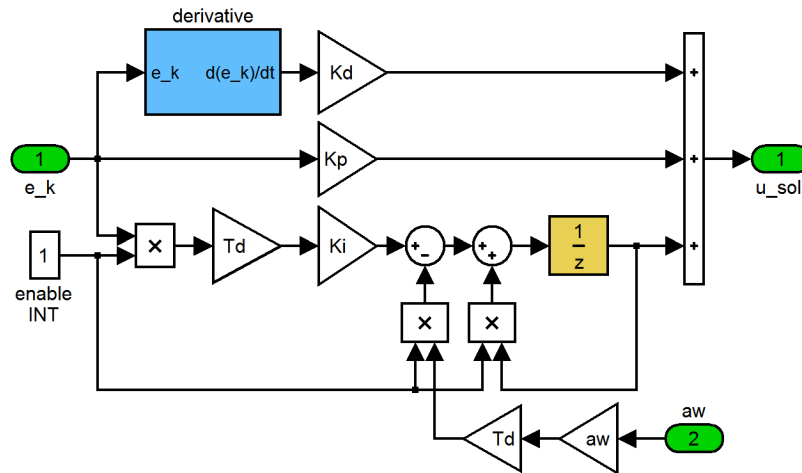 derivative
e_k d(e_k)/dt
Kd
+
1
e_k
Kp
+
1
u_sol
1
enable
INT
×
Td
Ki
+
−
+
+
1
z
+
×
×
Td
aw
aw
2